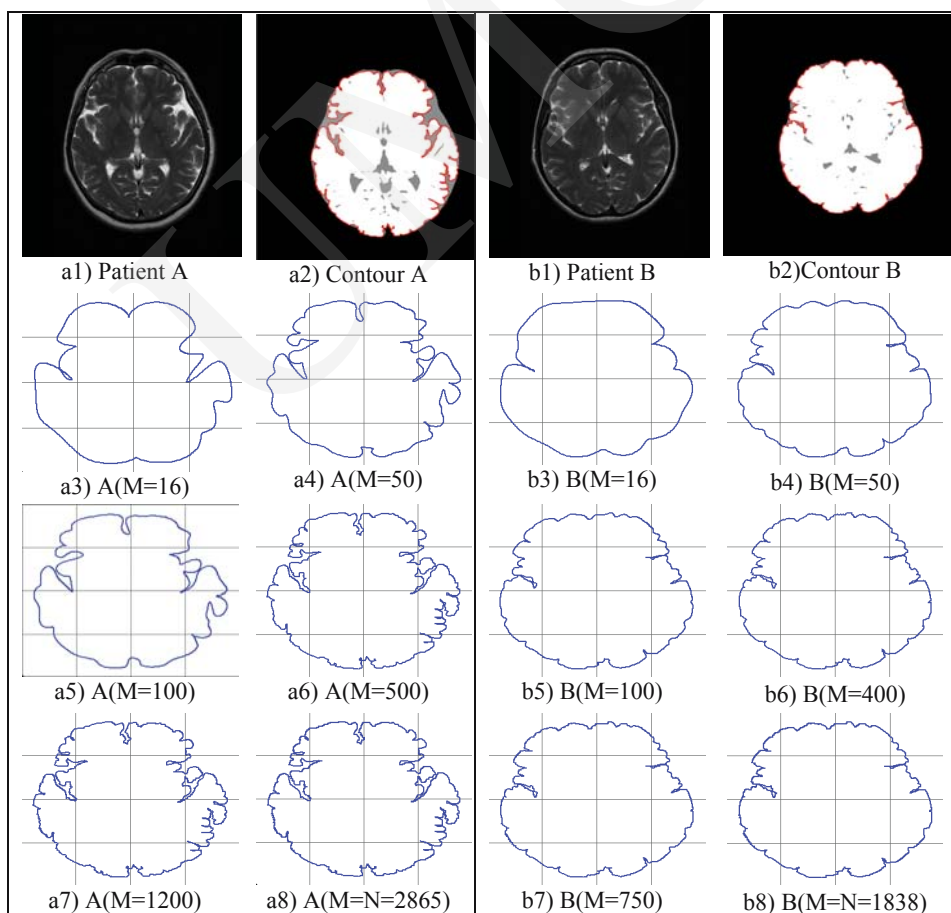 a1) Patient A
a2) Contour A
b1) Patient B
b2)Contour B
a3) A(M=16)
a4) A(M=50)
b3) B(M=16)
b4) B(M=50)
a5) A(M=100)
a6) A(M=500)
b5) B(M=100)
b6) B(M=400)
a7) A(M=1200)
a8) A(M=N=2865)
b7) B(M=750)
b8) B(M=N=1838)